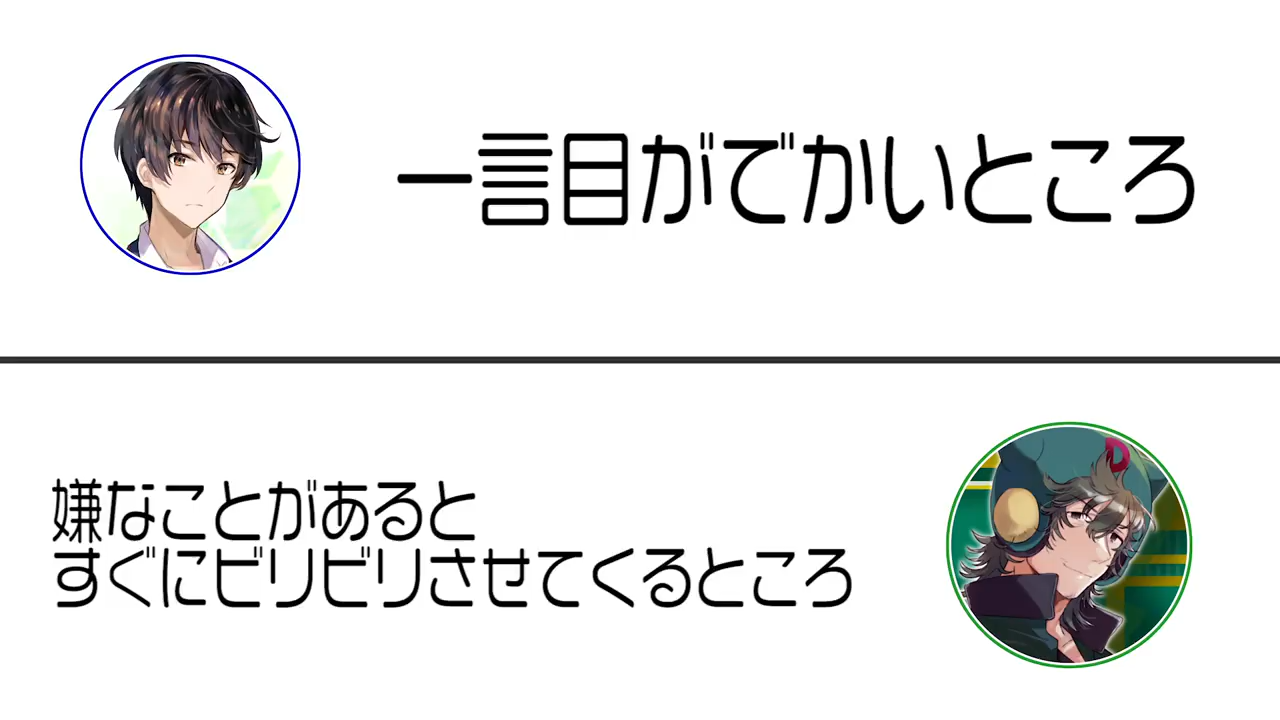 一言目がでかいところ
嫌なことがあると
すぐにビリビリさせてくるところ